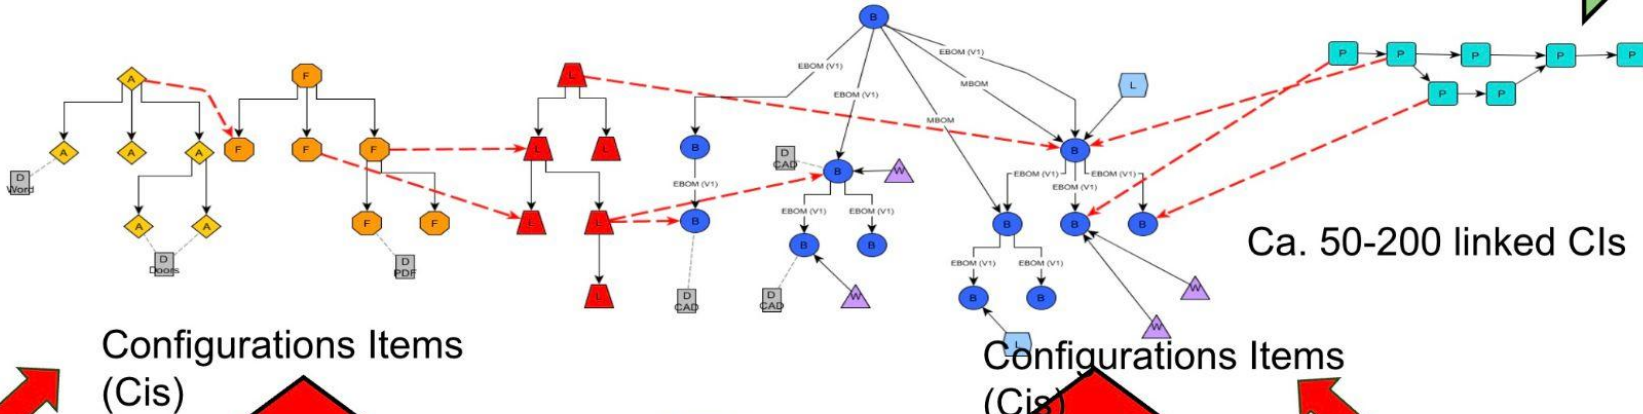 B
EBOM (V1)
P
P
P
P
P
A
F
L
EBOM (V1)
MBOM
L
EBOM (V1)
P
P
MBOM
A
A
A
F
F
F
L
L
B
D
CAD
B
W
B
D
Word
EBOM (V1)
EBOM (V1)
EBOM (V1)
EBOM (V1)
EBOM (V1)
EBOM (V1)
A
A
F
F
L
L
B
B
B
B
B
B
Ca. 50-200 linked CIs
D
Doors
D
PDF
EBOM (V1)
EBOM (V1)
L
D
CAD
D
CAD
W
B
B
W
W
L
Configurations Items
(Cis)
Configurations Items
(Cis)